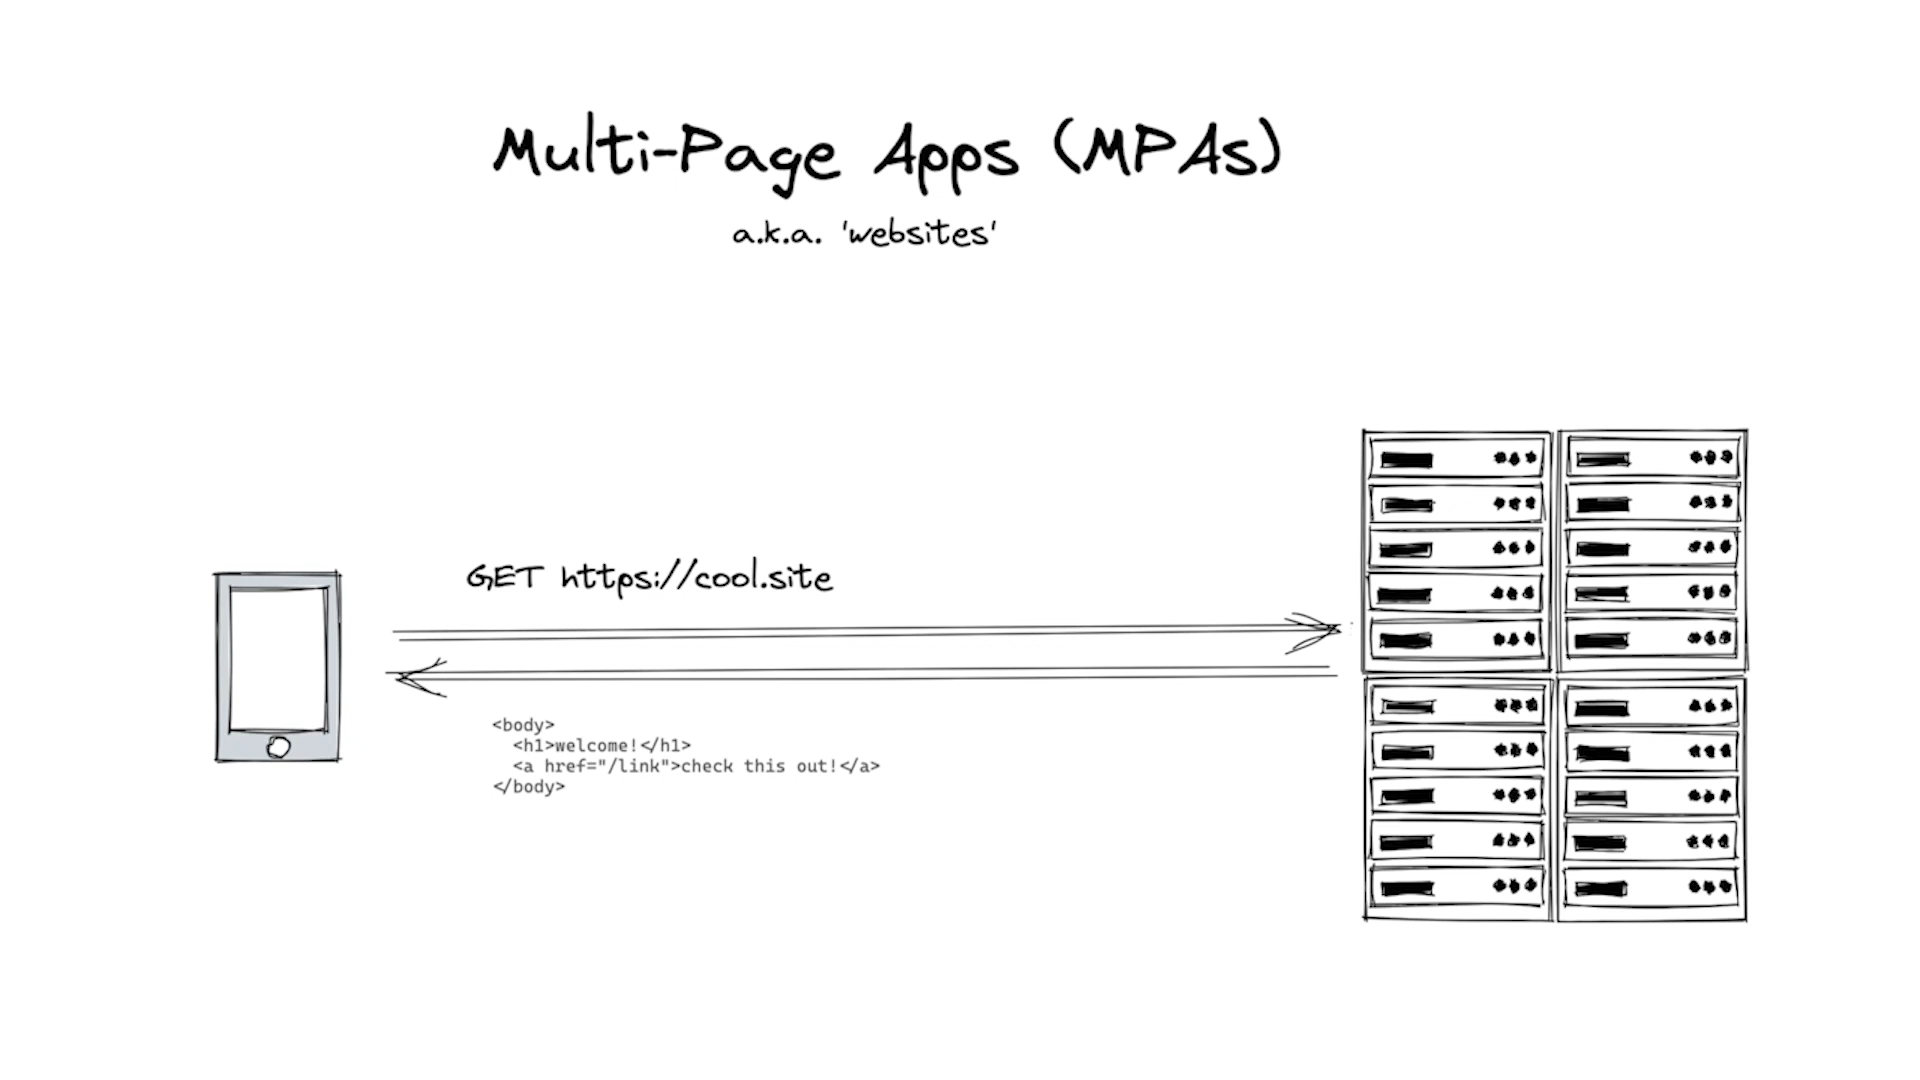 Multi-Page Apps (MPAs)
a.k.a. 'websites'
GET https://cool.site
<body>
  <h1>welcome!</h1>
  <a href="/link">check this out!</a>
</body>